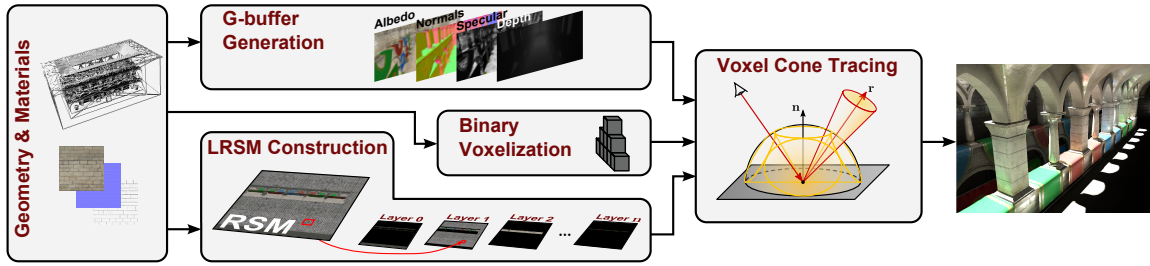 Geometry & Materials
G-buffer
Generation
Albedo
Normals
Specular
Depth
LRSM Construction
RSM
Layer 0
Layer 1
Layer 2
...
Layer n
Binary
Voxelization
Voxel Cone Tracing
n
r